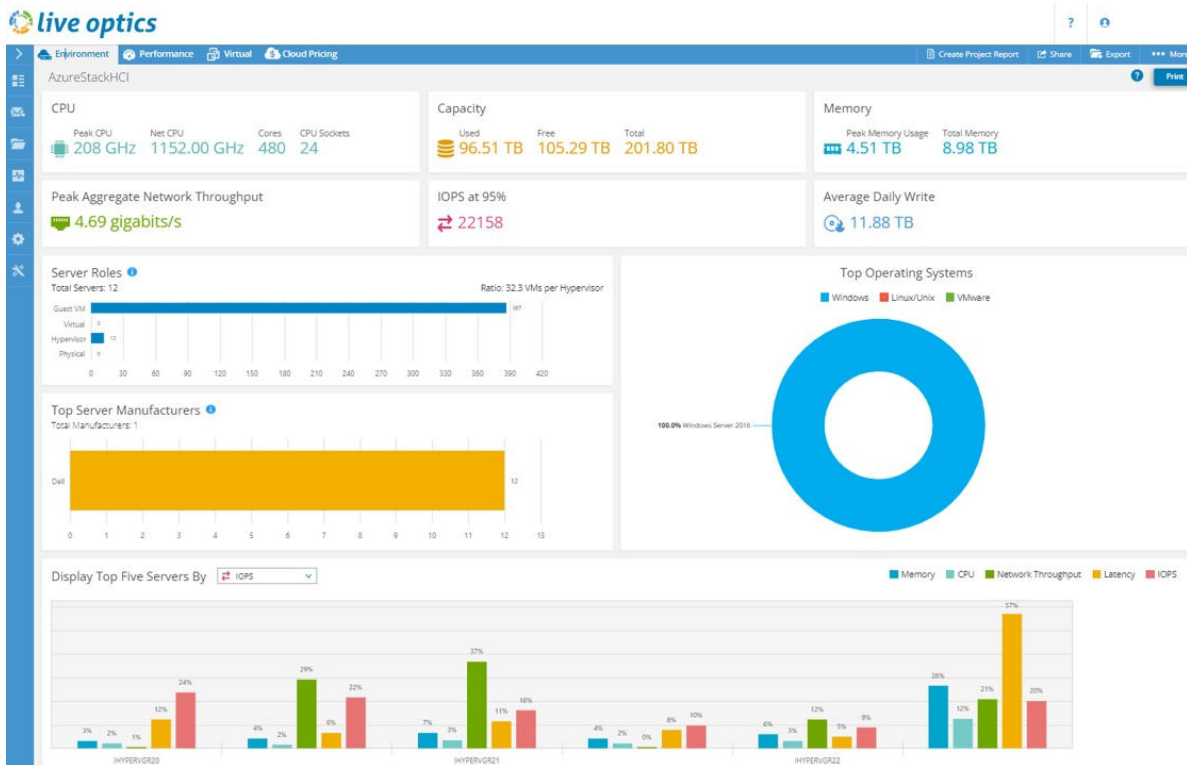 live optics
?
Environment Performance Virtual Cloud Pricing Create Project Report Share Export More
AzureStackHCI ? Print
CPU
Peak CPU Net CPU Cores CPU Sockets
208 GHz 1152.00 GHz 480 24
Capacity
Used Free Total
96.51 TB 105.29 TB 201.80 TB
Memory
Peak Memory Usage Total Memory
4.51 TB 8.98 TB
Peak Aggregate Network Throughput
4.69 gigabits/s
IOPS at 95%
22158
Average Daily Write
11.88 TB
Server Roles
Total Servers: 12 Ratio: 32.3 VMs per Hypervisor
Guest VM 387
Virtual 0
Hypervisor 12
Physical 0
0 30 60 90 120 150 180 210 240 270 300 330 360 390 420
Top Operating Systems
Windows Linux/Unix VMware
100.0% Windows Server 2016
Top Server Manufacturers
Total Manufacturers: 1
Dell 12
0 1 2 3 4 5 6 7 8 9 10 11 12 13
Display Top Five Servers By IOPS
Memory CPU Network Throughput Latency IOPS
3% 2% 1% 12% 24%
4% 2% 29% 6% 22%
7% 3% 37% 11% 16%
4% 2% 0% 8% 10%
6% 3% 12% 5% 9%
26% 12% 21% 57% 20%
IHYPERVGR20 IHYPERVGR21 IHYPERVGR22